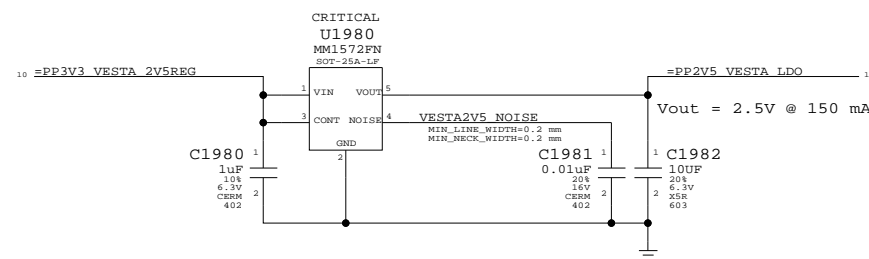 CRITICAL
U1980
MM1572FN
SOT-25A-LF
10 =PP3V3_VESTA_2V5REG
=PP2V5_VESTA_LDO 1
1 VIN VOUT 5
3 CONT NOISE 4
GND
2
VESTA2V5_NOISE
MIN_LINE_WIDTH=0.2 mm
MIN_NECK_WIDTH=0.2 mm
Vout = 2.5V @ 150 mA
C1980 1
1uF
10%
6.3V 2
CERM
402
C1981 1
0.01uF
20%
16V 2
CERM
402
1 C1982
10UF
20%
2 6.3V
X5R
603